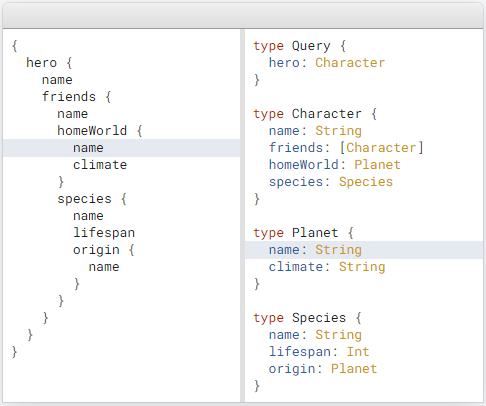 {
  hero {
    name
    friends {
      name
      homeWorld {
        name
        climate
      }
      species {
        name
        lifespan
        origin {
          name
        }
      }
    }
  }
}
type Query {
  hero: Character
}

type Character {
  name: String
  friends: [Character]
  homeWorld: Planet
  species: Species
}

type Planet {
  name: String
  climate: String
}

type Species {
  name: String
  lifespan: Int
  origin: Planet
}